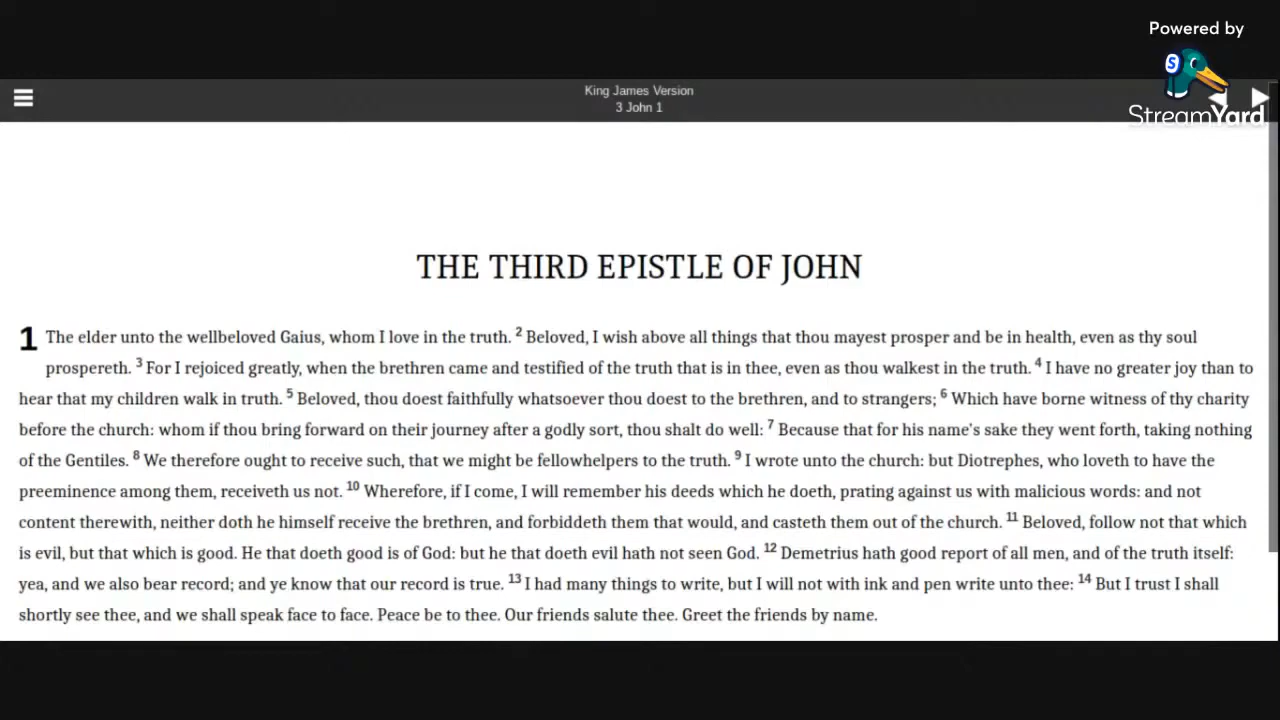 Powered by
StreamYard
King James Version
3 John 1
THE THIRD EPISTLE OF JOHN
1 The elder unto the wellbeloved Gaius, whom I love in the truth. 2 Beloved, I wish above all things that thou mayest prosper and be in health, even as thy soul
prospereth. 3 For I rejoiced greatly, when the brethren came and testified of the truth that is in thee, even as thou walkest in the truth. 4 I have no greater joy than to
hear that my children walk in truth. 5 Beloved, thou doest faithfully whatsoever thou doest to the brethren, and to strangers; 6 Which have borne witness of thy charity
before the church: whom if thou bring forward on their journey after a godly sort, thou shalt do well: 7 Because that for his name's sake they went forth, taking nothing
of the Gentiles. 8 We therefore ought to receive such, that we might be fellowhelpers to the truth. 9 I wrote unto the church: but Diotrephes, who loveth to have the
preeminence among them, receiveth us not. 10 Wherefore, if I come, I will remember his deeds which he doeth, prating against us with malicious words: and not
content therewith, neither doth he himself receive the brethren, and forbiddeth them that would, and casteth them out of the church. 11 Beloved, follow not that which
is evil, but that which is good. He that doeth good is of God: but he that doeth evil hath not seen God. 12 Demetrius hath good report of all men, and of the truth itself:
yea, and we also bear record; and ye know that our record is true. 13 I had many things to write, but I will not with ink and pen write unto thee: 14 But I trust I shall
shortly see thee, and we shall speak face to face. Peace be to thee. Our friends salute thee. Greet the friends by name.